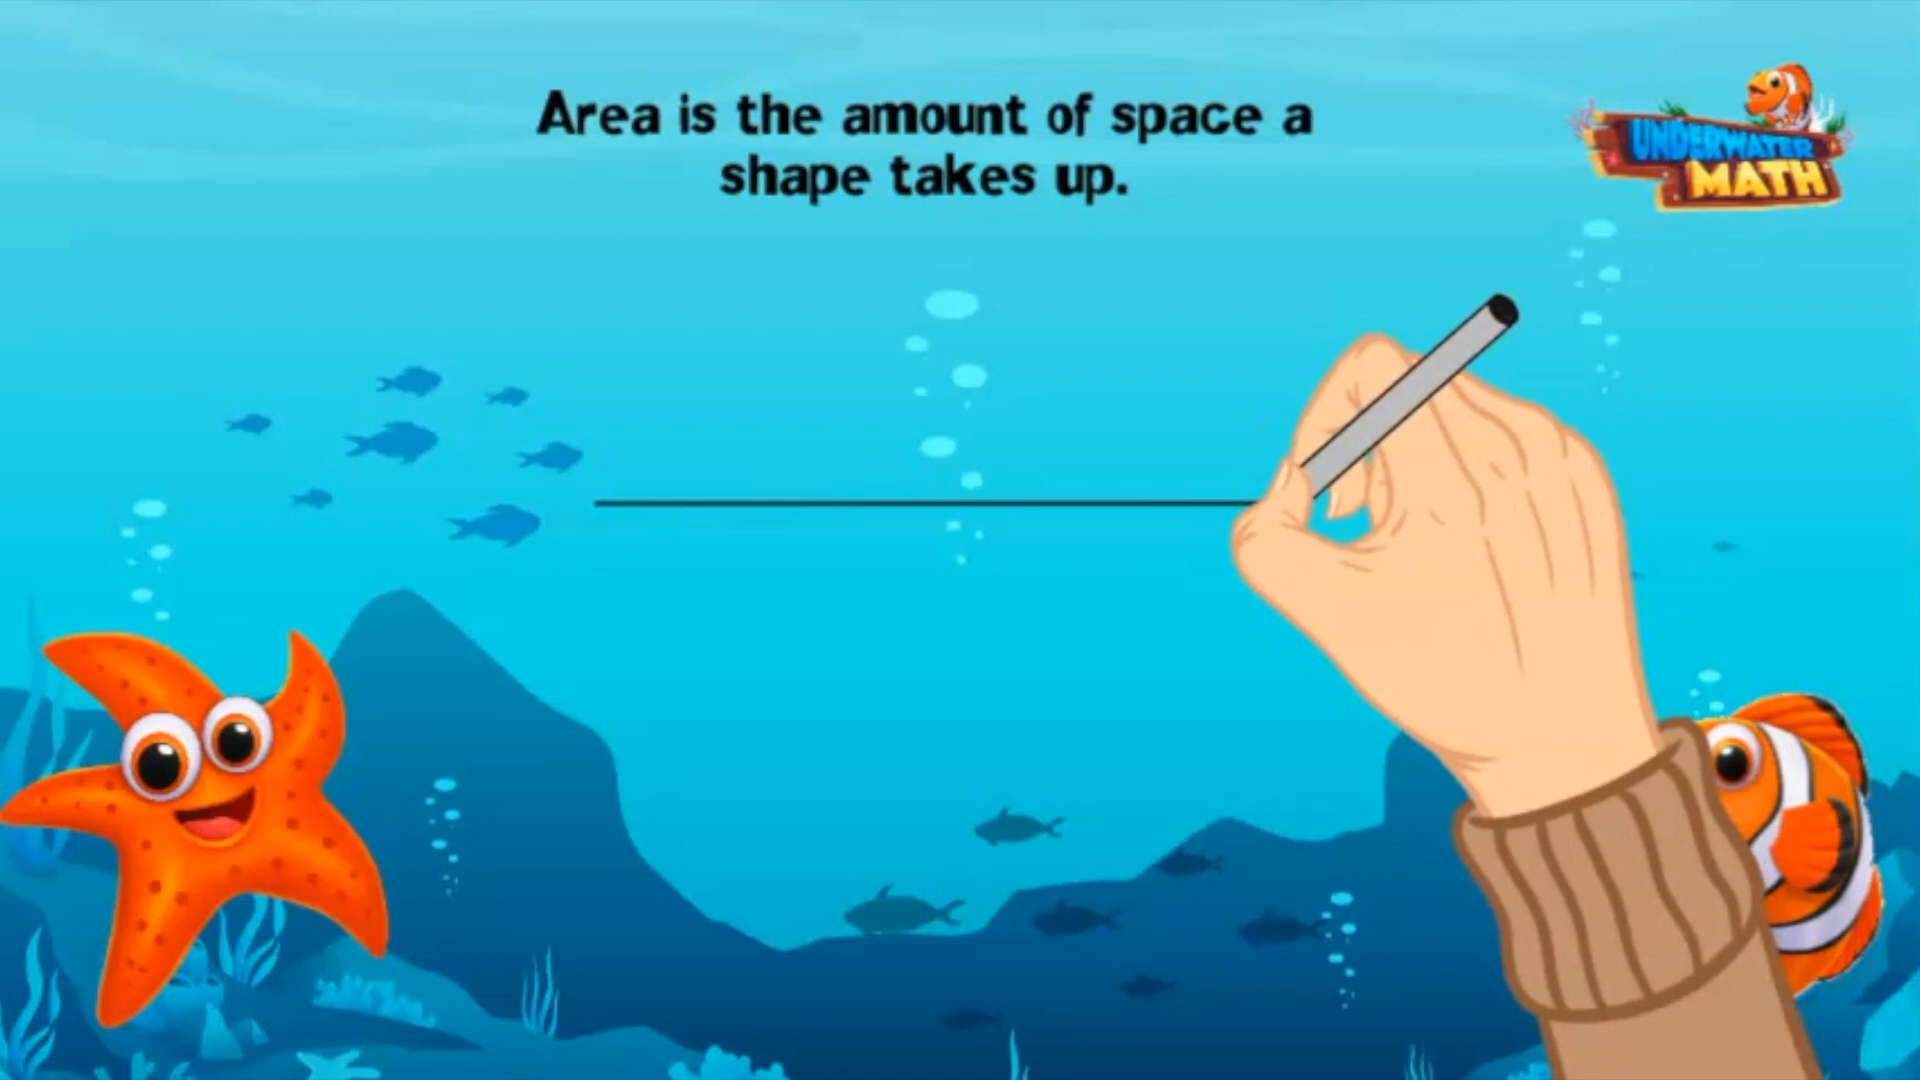 Area is the amount of space a
shape takes up.
UNDERWATER
MATH